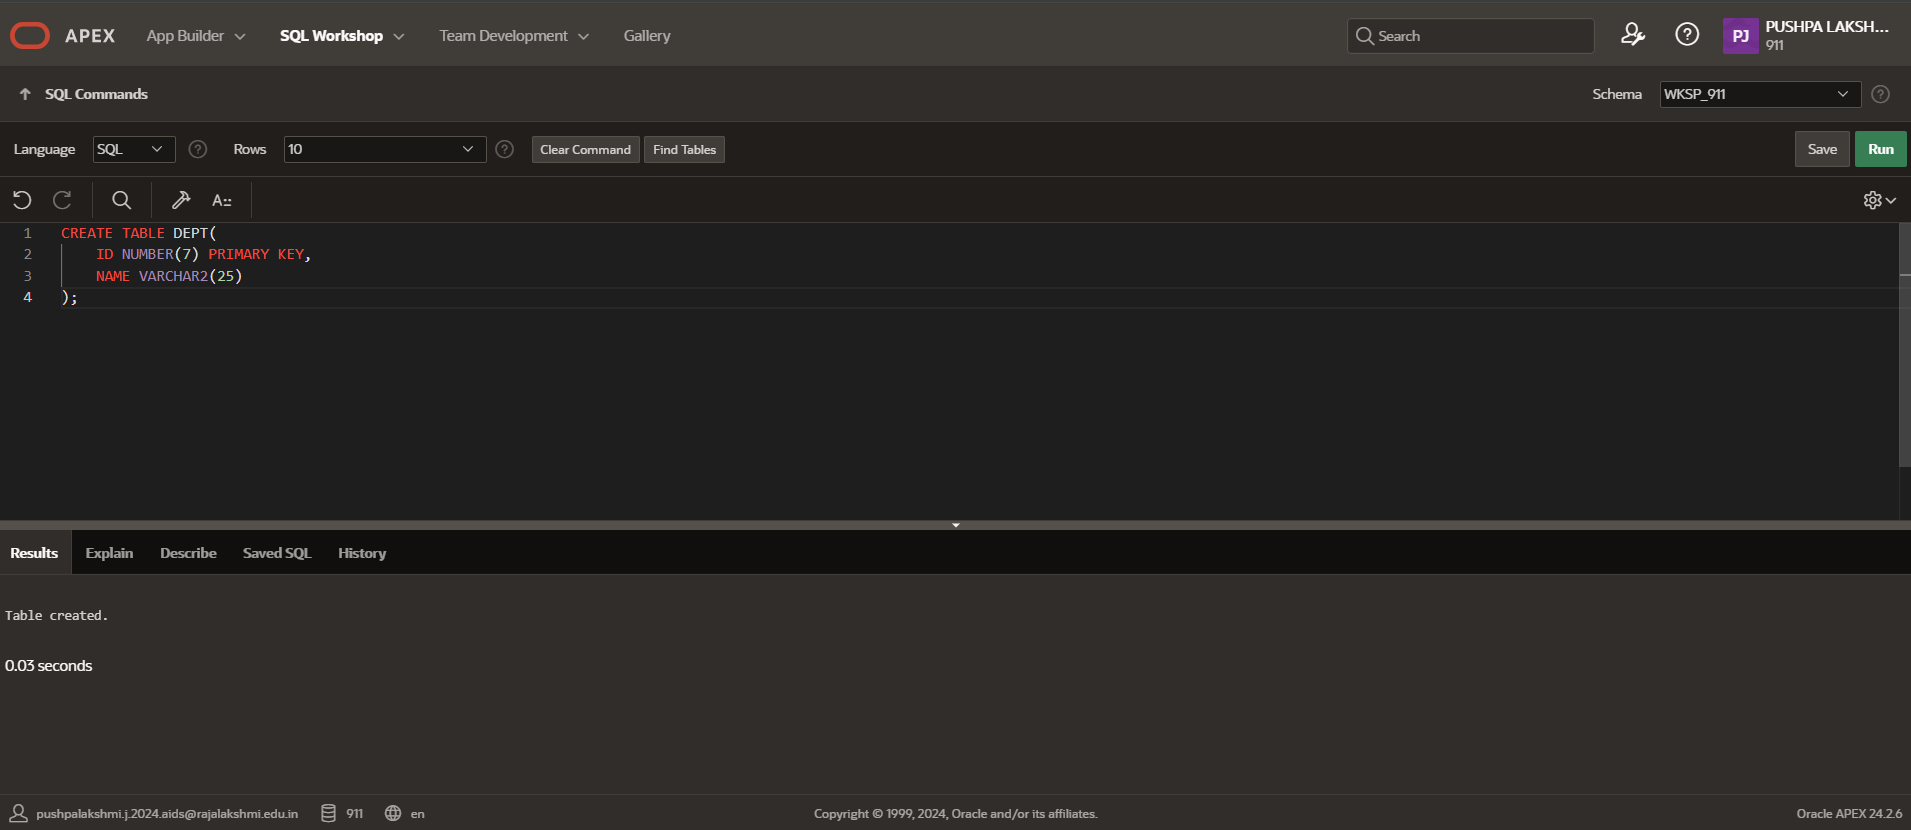 APEX App Builder SQL Workshop Team Development Gallery Search PJ PUSHPA LAKSH...
911
SQL Commands Schema WKSP_911
Language SQL Rows 10 Clear Command Find Tables Save Run
A
1 CREATE TABLE DEPT(
2 ID NUMBER(7) PRIMARY KEY,
3 NAME VARCHAR2(25)
4 );
Results Explain Describe Saved SQL History
Table created.
0.03 seconds
pushpalakshmi.j.2024.aids@rajalakshmi.edu.in 911 en Copyright © 1999, 2024, Oracle and/or its affiliates. Oracle APEX 24.2.6